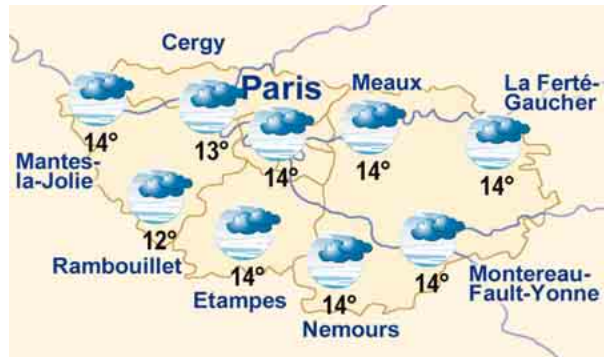 Cergy
Paris
Meaux
La Ferté-
Gaucher
14°
13°
14°
14°
14°
Mantes-
la-Jolie
12°
Rambouillet
14°
Etampes
14°
Nemours
14°
Montereau-
Fault-Yonne